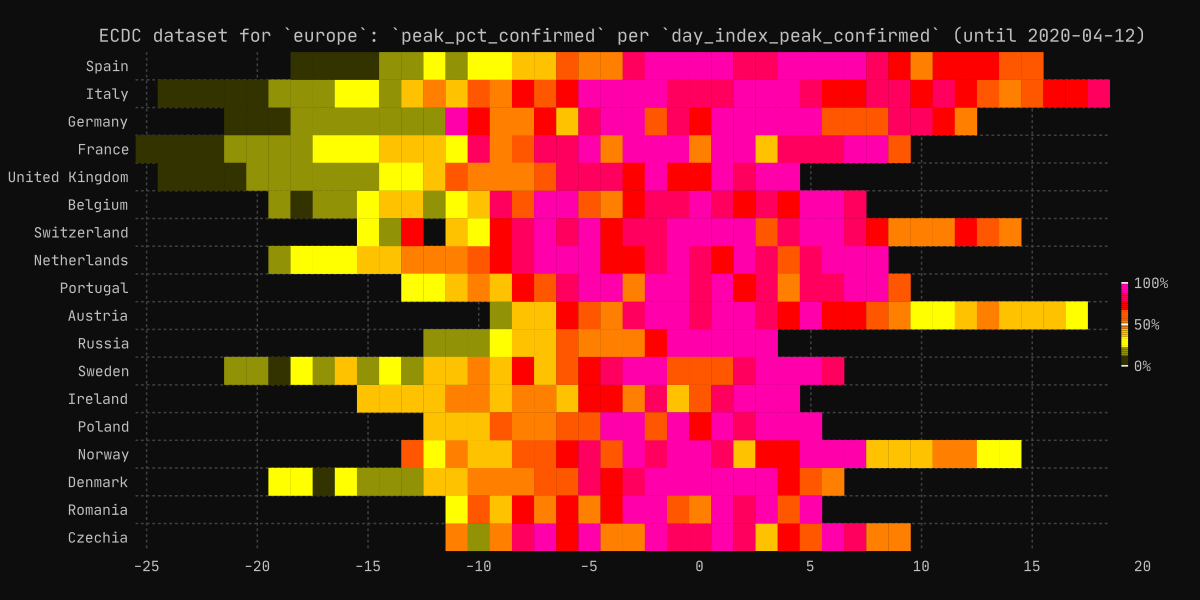 ECDC dataset for `europe`: `peak_pct_confirmed` per `day_index_peak_confirmed` (until 2020-04-12)
Spain
Italy
Germany
France
United Kingdom
Belgium
Switzerland
Netherlands
Portugal
Austria
Russia
Sweden
Ireland
Poland
Norway
Denmark
Romania
Czechia
100%
50%
0%
-25 -20 -15 -10 -5 0 5 10 15 20